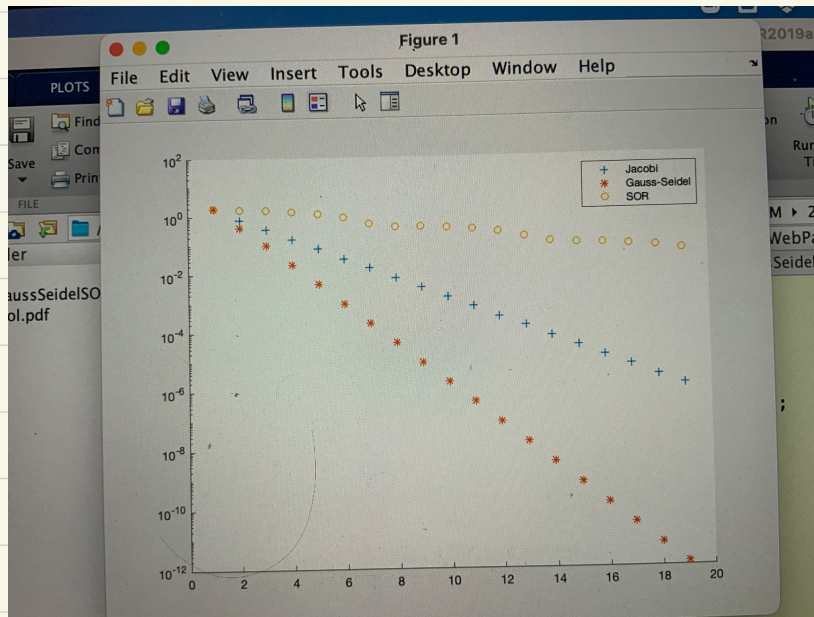 R2019a
Figure 1
PLOTS
File Edit View Insert Tools Desktop Window Help
Find
Save
Com
Prin
FILE
on
Run
T
M ▸ 2
WebPa
Seidel
ler
aussSeidelSO
ol.pdf
;
Jacobi
Gauss-Seidel
SOR
10^2
10^0
10^-2
10^-4
10^-6
10^-8
10^-10
10^-12
0 2 4 6 8 10 12 14 16 18 20